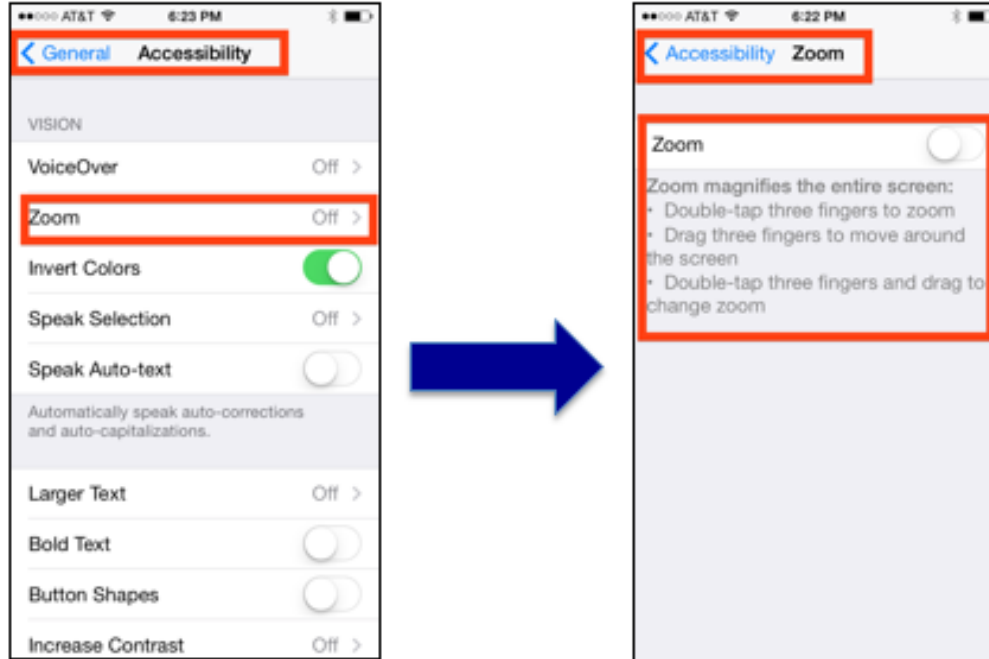 AT&T 6:23 PM
General Accessibility
VISION
VoiceOver Off
Zoom Off
Invert Colors
Speak Selection Off
Speak Auto-text
Automatically speak auto-corrections
and auto-capitalizations.
Larger Text Off
Bold Text
Button Shapes
Increase Contrast Off
AT&T 6:22 PM
Accessibility Zoom
Zoom
Zoom magnifies the entire screen:
• Double-tap three fingers to zoom
• Drag three fingers to move around
the screen
• Double-tap three fingers and drag to
change zoom